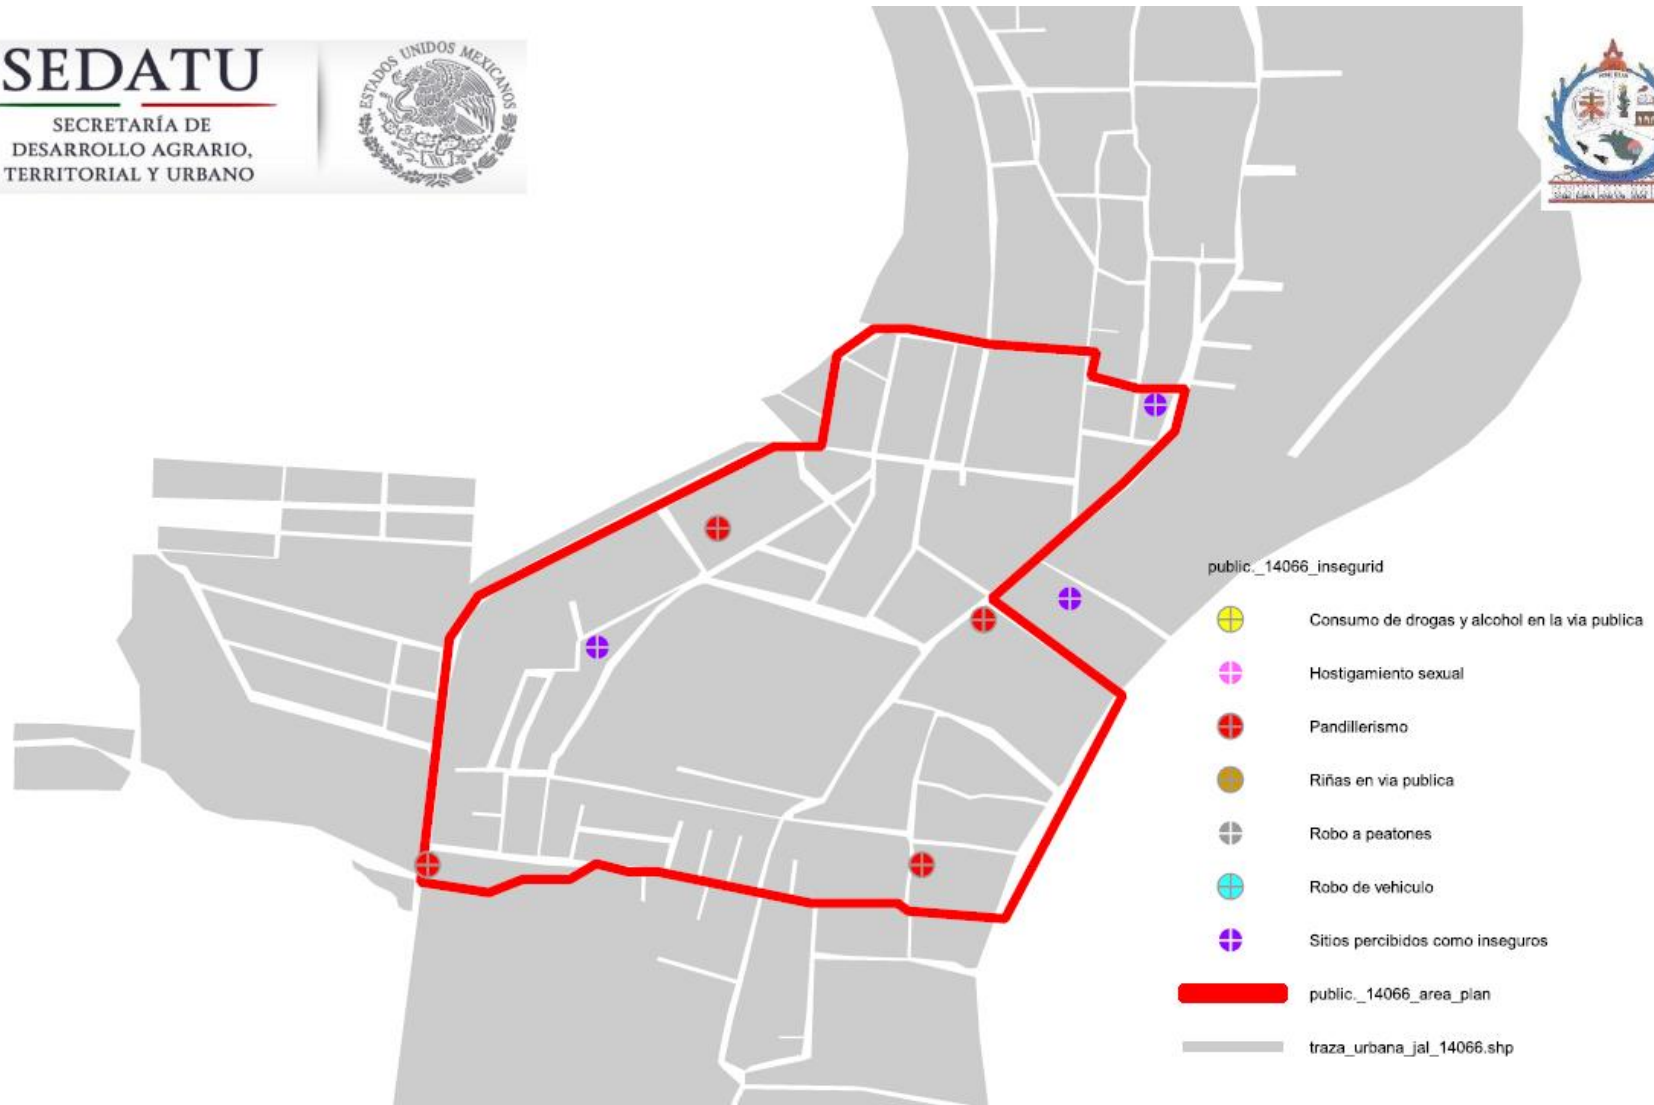 SEDATU
SECRETARÍA DE
DESARROLLO AGRARIO,
TERRITORIAL Y URBANO
ESTADOS UNIDOS MEXICANOS
public._14066_insegurid
Consumo de drogas y alcohol en la via publica
Hostigamiento sexual
Pandillerismo
Riñas en via publica
Robo a peatones
Robo de vehiculo
Sitios percibidos como inseguros
public._14066_area_plan
traza_urbana_jal_14066.shp